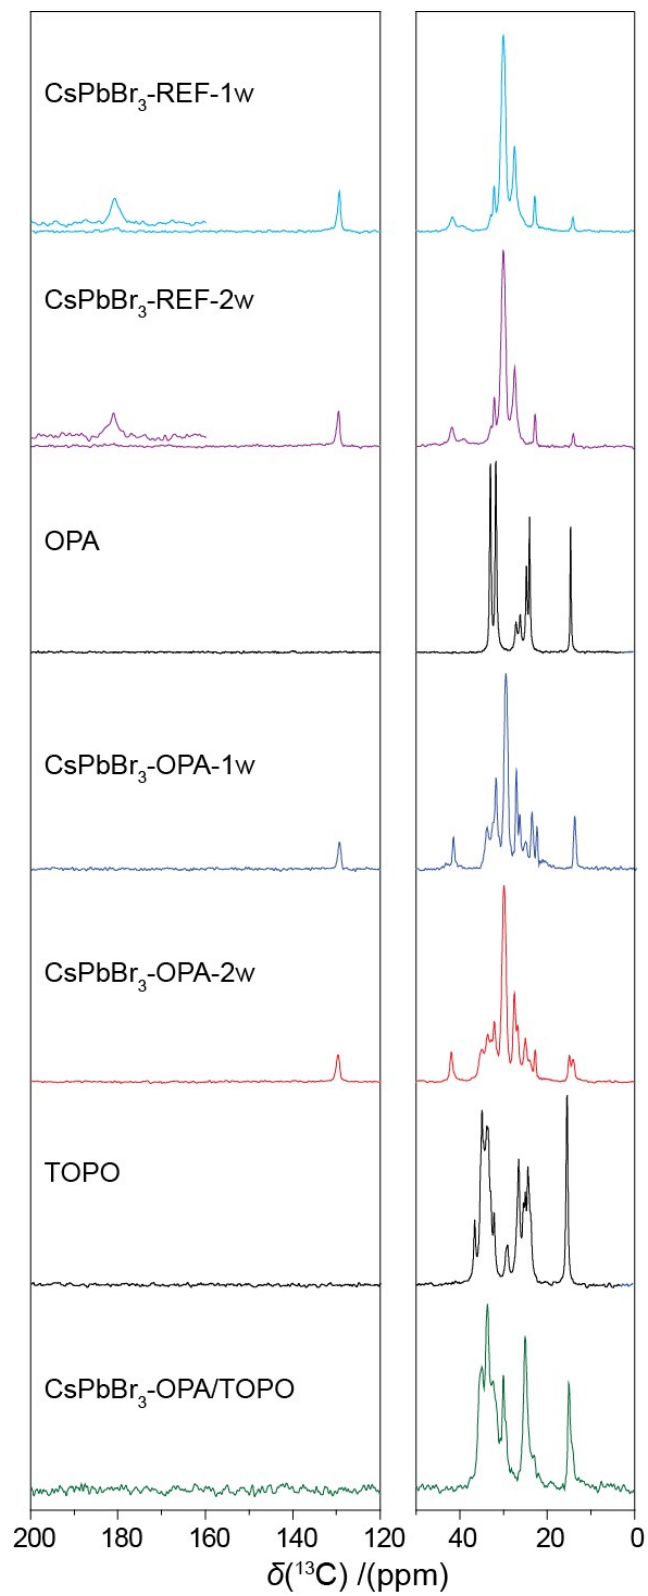 CsPbBr₃-REF-1w
CsPbBr₃-REF-2w
OPA
CsPbBr₃-OPA-1w
CsPbBr₃-OPA-2w
TOPO
CsPbBr₃-OPA/TOPO
200 180 160 140 120 40 20 0
δ(¹³C) /(ppm)